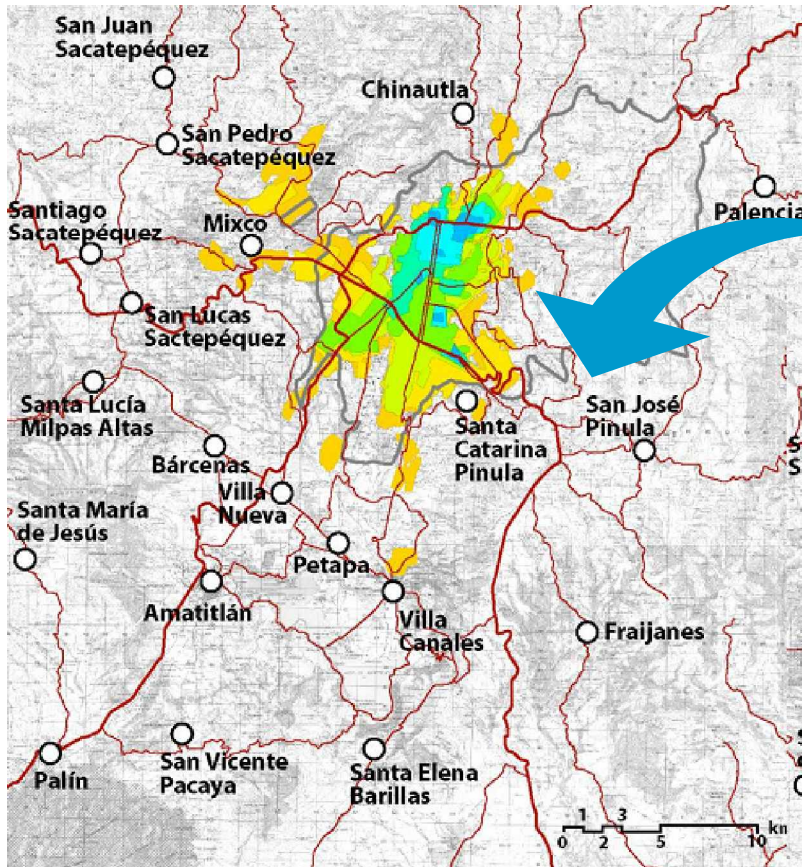 San Juan
Sacatepéquez
Chinautla
San Pedro
Sacatepéquez
Santiago
Sacatepéquez
Mixco
Palencia
San Lucas
Sactepéquez
Santa Lucía
Milpas Altas
Santa
Catarina
Pinula
San José
Pinula
S
S
Bárcenas
Villa
Nueva
Santa María
de Jesús
Petapa
Amatitlán
Villa
Canales
Fraijanes
San Vicente
Pacaya
Santa Elena
Barillas
Palín
1 3
0 2 5 10 kn